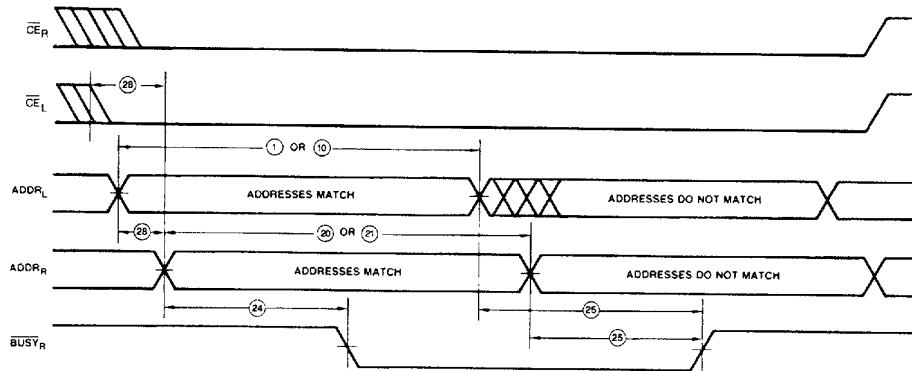 CE_R
28
CE_L
1 OR 10
ADDR_L ADDRESSES MATCH ADDRESSES DO NOT MATCH
28 20 OR 21
ADDR_R ADDRESSES MATCH ADDRESSES DO NOT MATCH
24 25
25
BUSY_R